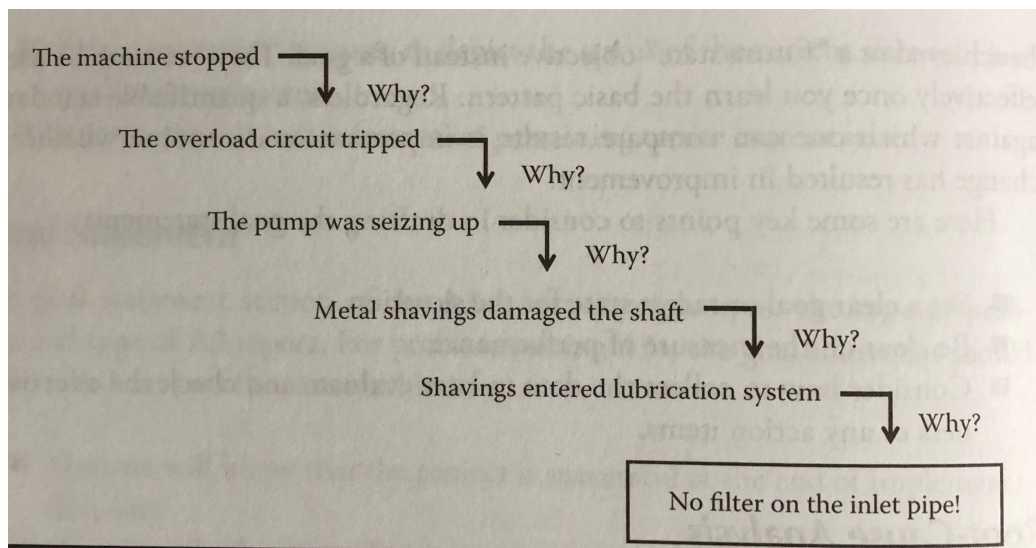 The machine stopped
Why?
The overload circuit tripped
Why?
The pump was seizing up
Why?
Metal shavings damaged the shaft
Why?
Shavings entered lubrication system
Why?
No filter on the inlet pipe!